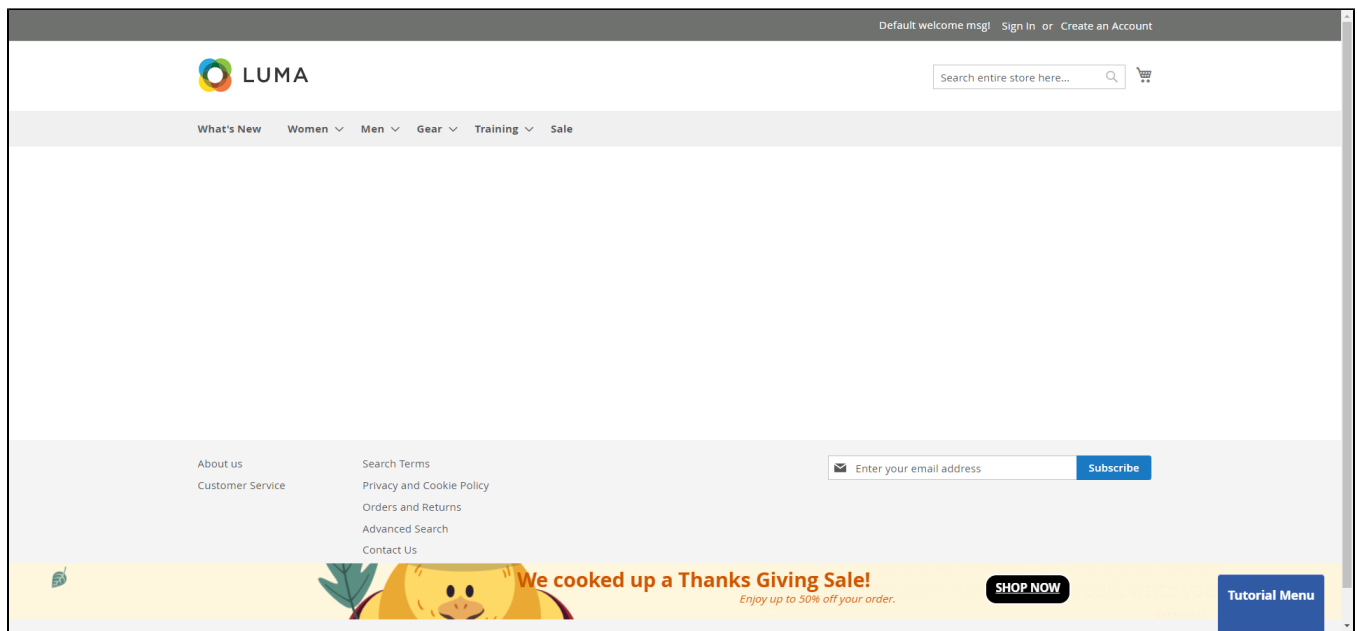 Default welcome msg! Sign In or Create an Account
LUMA
Search entire store here...
What's New Women Men Gear Training Sale
About us
Customer Service
Search Terms
Privacy and Cookie Policy
Orders and Returns
Advanced Search
Contact Us
Enter your email address
Subscribe
We cooked up a Thanks Giving Sale!
Enjoy up to 50% off your order.
SHOP NOW
Tutorial Menu